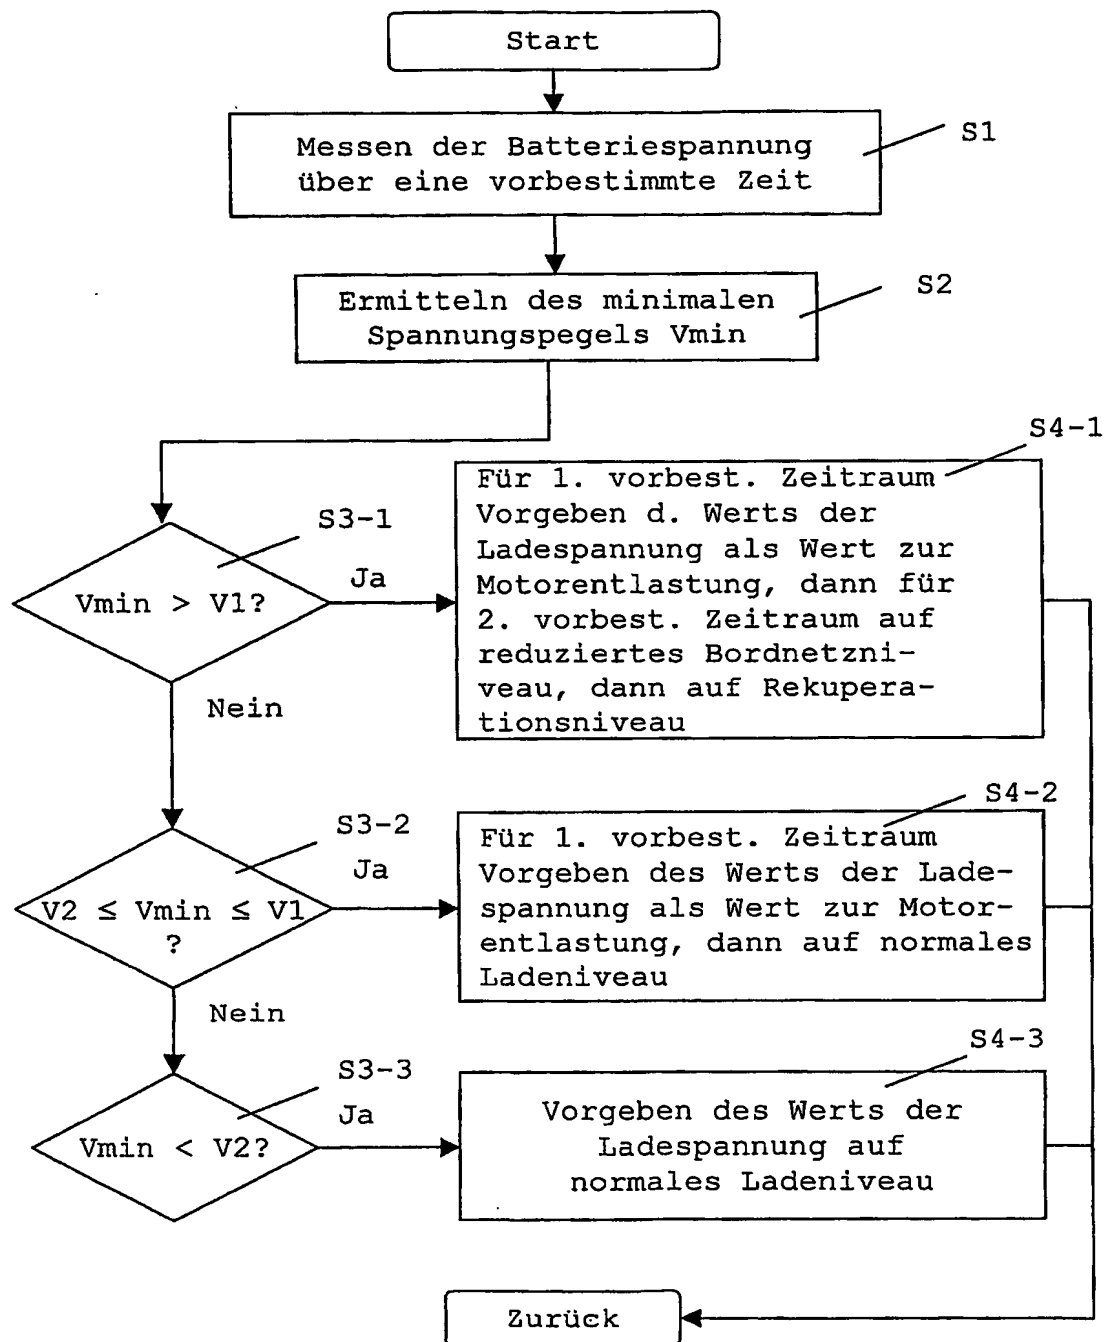 Start
S1
Messen der Batteriespannung
über eine vorbestimmte Zeit
S2
Ermitteln des minimalen
Spannungspegels Vmin
S4-1
Für 1. vorbest. Zeitraum
Vorgeben d. Werts der
Ladespannung als Wert zur
Motorentlastung, dann für
2. vorbest. Zeitraum auf
reduziertes Bordnetzni-
veau, dann auf Rekupera-
tionsniveau
S3-1
Vmin > V1?
Ja
Nein
S4-2
Für 1. vorbest. Zeitraum
Vorgeben des Werts der Lade-
spannung als Wert zur Motor-
entlastung, dann auf normales
Ladeniveau
S3-2
Ja
V2 ≤ Vmin ≤ V1
?
Nein
S4-3
Vorgeben des Werts der
Ladespannung auf
normales Ladeniveau
S3-3
Ja
Vmin < V2?
Zurück